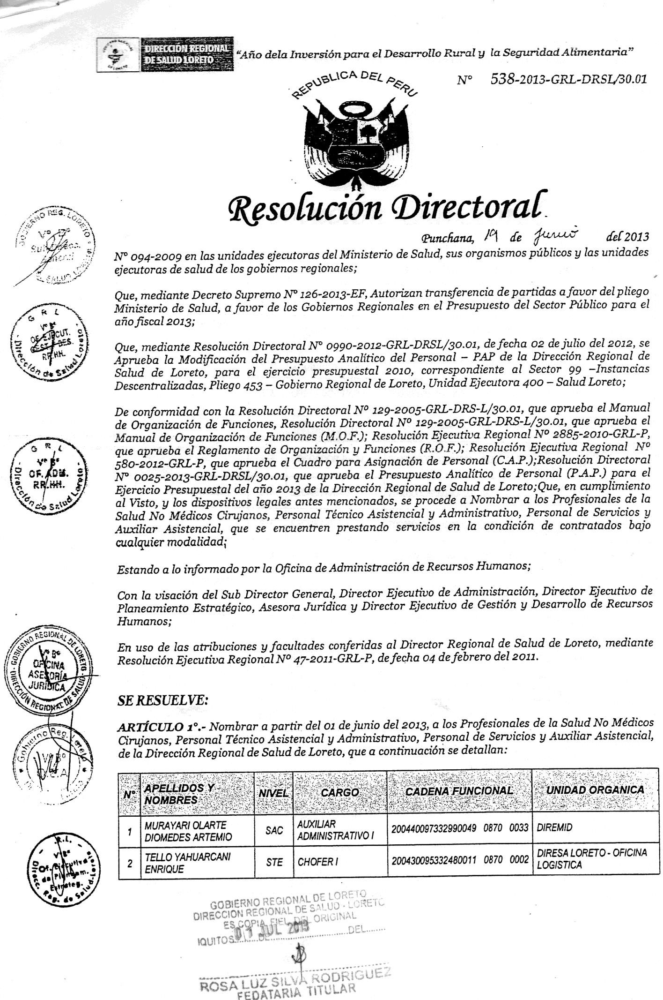 DIRECCIÓN REGIONAL
DE SALUD LORETO
"Año dela Inversión para el Desarrollo Rural y la Seguridad Alimentaria"
REPUBLICA DEL PERU
N° 538-2013-GRL-DRSL/30.01
Resolución Directoral
Punchana, 19 de junio del 2013
N° 094-2009 en las unidades ejecutoras del Ministerio de Salud, sus organismos públicos y las unidades
ejecutoras de salud de los gobiernos regionales;
Que, mediante Decreto Supremo N° 126-2013-EF, Autorizan transferencia de partidas a favor del pliego
Ministerio de Salud, a favor de los Gobiernos Regionales en el Presupuesto del Sector Público para el
año fiscal 2013;
Que, mediante Resolución Directoral N° 0990-2012-GRL-DRSL/30.01, de fecha 02 de julio del 2012, se
Aprueba la Modificación del Presupuesto Analítico del Personal – PAP de la Dirección Regional de
Salud de Loreto, para el ejercicio presupuestal 2010, correspondiente al Sector 99 –Instancias
Descentralizadas, Pliego 453 – Gobierno Regional de Loreto, Unidad Ejecutora 400 – Salud Loreto;
De conformidad con la Resolución Directoral N° 129-2005-GRL-DRS-L/30.01, que aprueba el Manual
de Organización de Funciones, Resolución Directoral N° 129-2005-GRL-DRS-L/30.01, que aprueba el
Manual de Organización de Funciones (M.O.F.); Resolución Ejecutiva Regional N° 2885-2010-GRL-P,
que aprueba el Reglamento de Organización y Funciones (R.O.F.); Resolución Ejecutiva Regional N°
580-2012-GRL-P, que aprueba el Cuadro para Asignación de Personal (C.A.P.);Resolución Directoral
N° 0025-2013-GRL-DRSL/30.01, que aprueba el Presupuesto Analítico de Personal (P.A.P.) para el
Ejercicio Presupuestal del año 2013 de la Dirección Regional de Salud de Loreto;Que, en cumplimiento
al Visto, y los dispositivos legales antes mencionados, se procede a Nombrar a los Profesionales de la
Salud No Médicos Cirujanos, Personal Técnico Asistencial y Administrativo, Personal de Servicios y
Auxiliar Asistencial, que se encuentren prestando servicios en la condición de contratados bajo
cualquier modalidad;
Estando a lo informado por la Oficina de Administración de Recursos Humanos;
Con la visación del Sub Director General, Director Ejecutivo de Administración, Director Ejecutivo de
Planeamiento Estratégico, Asesora Jurídica y Director Ejecutivo de Gestión y Desarrollo de Recursos
Humanos;
En uso de las atribuciones y facultades conferidas al Director Regional de Salud de Loreto, mediante
Resolución Ejecutiva Regional N° 47-2011-GRL-P, de fecha 04 de febrero del 2011.
SE RESUELVE:
ARTÍCULO 1°.- Nombrar a partir del 01 de junio del 2013, a los Profesionales de la Salud No Médicos
Cirujanos, Personal Técnico Asistencial y Administrativo, Personal de Servicios y Auxiliar Asistencial,
de la Dirección Regional de Salud de Loreto, que a continuación se detallan:
N° APELLIDOS Y NOMBRES NIVEL CARGO CADENA FUNCIONAL UNIDAD ORGANICA
1 MURAYARI OLARTE DIOMEDES ARTEMIO SAC AUXILIAR ADMINISTRATIVO I 200440097332990049 0870 0033 DIREMID
2 TELLO YAHUARCANI ENRIQUE STE CHOFER I 200430095332480011 0870 0002 DIRESA LORETO - OFICINA LOGISTICA
GOBIERNO REG. LORETO
V° B°
SALUD
G R L
V° B°
DE EJECUT.
GEST. DES.
RR.HH.
Dirección de Salud Loreto
G R L
V° B°
OF. ADM.
RR.HH.
Dirección de Salud Loreto
GOBIERNO REGIONAL DE LORETO
V° B°
OFICINA
ASESORÍA
JURÍDICA
DIRECCIÓN REGIONAL DE SALUD
Gobierno Reg. Loreto
V° B°
R.L.
V° B°
Of. Ejecutiva
de Planeam.
Estrateg.
Direcc. Reg. de Salud-Loreto
GOBIERNO REGIONAL DE LORETO
DIRECCION REGIONAL DE SALUD - LORETO
ES COPIA FIEL DEL ORIGINAL
01 JUL 2013
IQUITOS..........DE.............................DEL........
ROSA LUZ SILVA RODRIGUEZ
FEDATARIA TITULAR